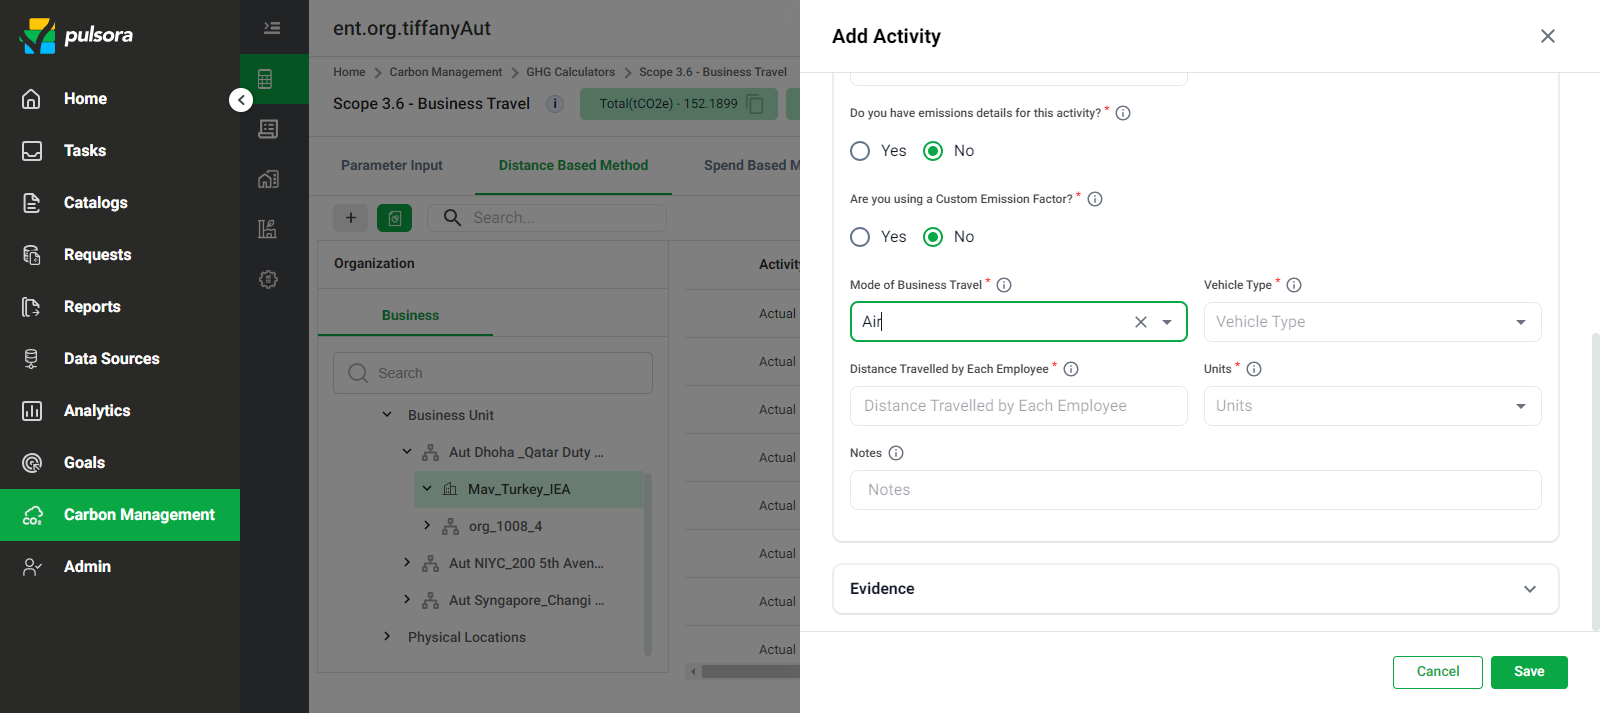 pulsora
Home
Tasks
Catalogs
Requests
Reports
Data Sources
Analytics
Goals
Carbon Management
Admin
ent.org.tiffanyAut
Home > Carbon Management > GHG Calculators > Scope 3.6 - Business Travel
Scope 3.6 - Business Travel i Total(tCO2e) - 152.1899
Parameter Input Distance Based Method Spend Based M
+ Search...
Organization
Business
Search
Business Unit
Aut Dhoha _Qatar Duty ...
Mav_Turkey_IEA
org_1008_4
Aut NIYC_200 5th Aven...
Aut Syngapore_Changi ...
Physical Locations
Activity
Actual
Actual
Actual
Actual
Actual
Actual
Actual
Actual
Add Activity
Do you have emissions details for this activity? *
Yes No
Are you using a Custom Emission Factor? *
Yes No
Mode of Business Travel * Vehicle Type *
Air Vehicle Type
Distance Travelled by Each Employee * Units *
Distance Travelled by Each Employee Units
Notes
Notes
Evidence
Cancel Save